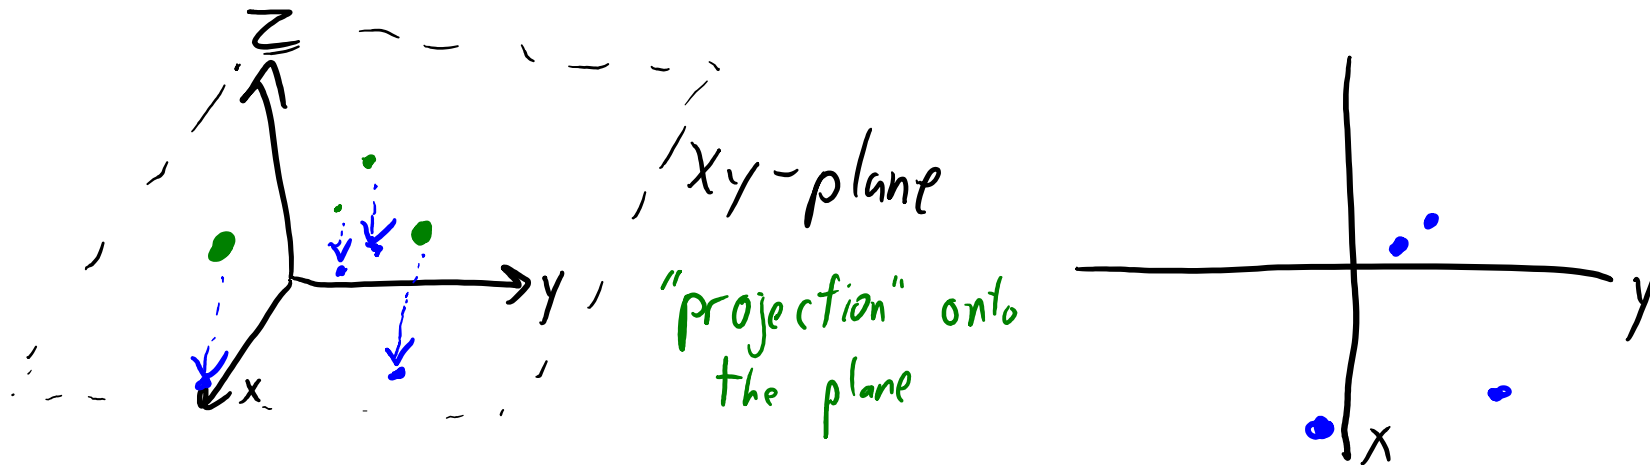 Z
xy-plane
y
"projection" onto
the plane
x
y
x